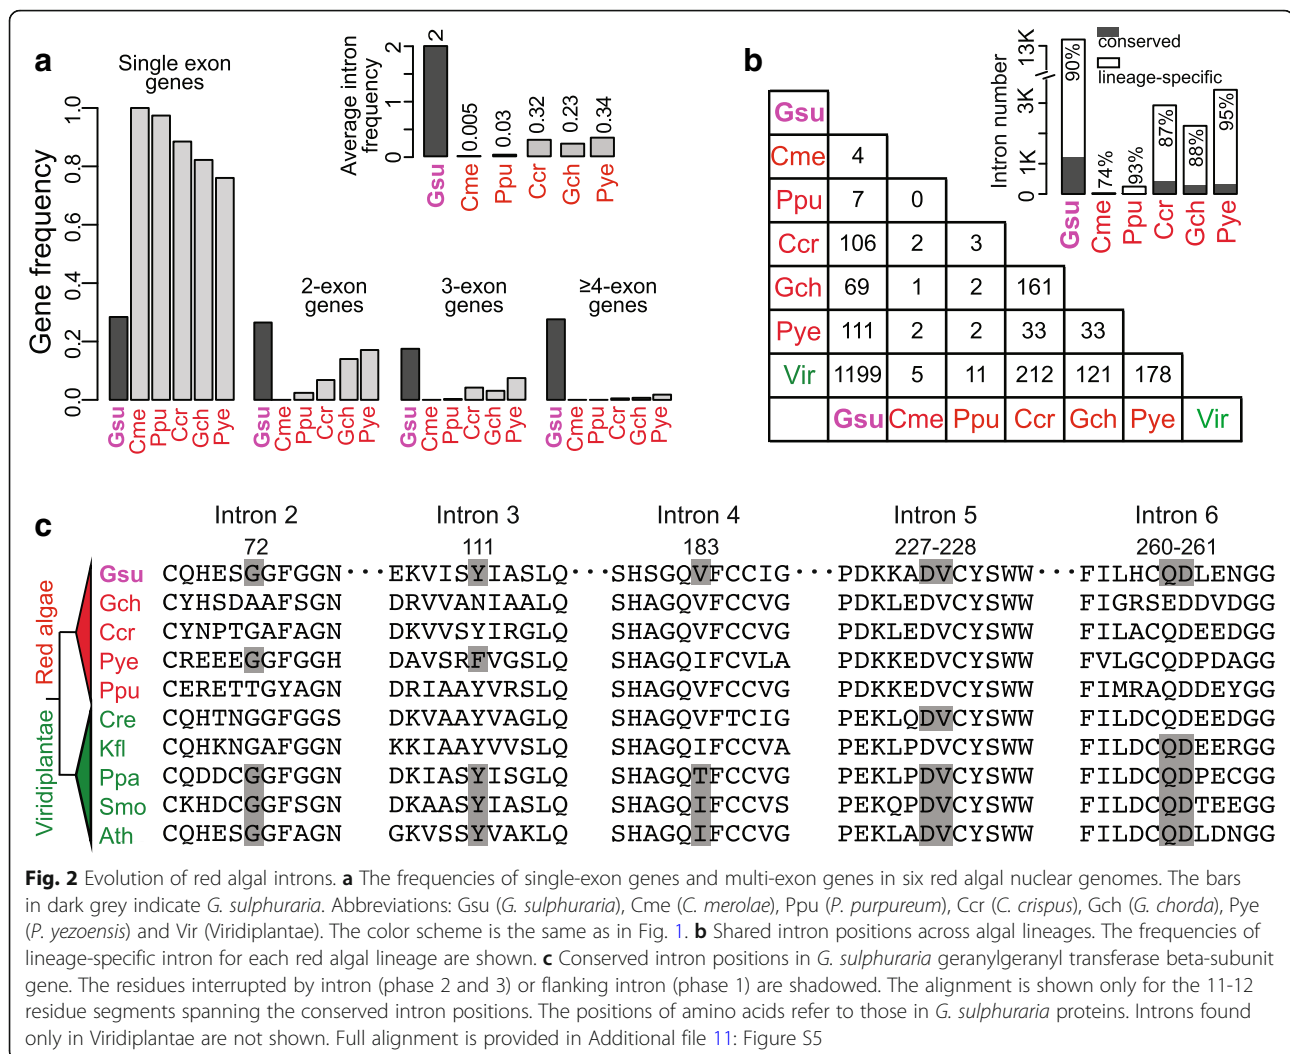 a
Single exon
genes
Gene frequency
0.0 0.2 0.4 0.6 0.8 1.0
Gsu Cme Ppu Ccr Gch Pye
Average intron
frequency
0 1 2
2 0.005 0.03 0.32 0.23 0.34
Gsu Cme Ppu Ccr Gch Pye
2-exon
genes
Gsu Cme Ppu Ccr Gch Pye
3-exon
genes
Gsu Cme Ppu Ccr Gch Pye
≥4-exon
genes
Gsu Cme Ppu Ccr Gch Pye
b
Gsu
Cme 4
Ppu 7 0
Ccr 106 2 3
Gch 69 1 2 161
Pye 111 2 2 33 33
Vir 1199 5 11 212 121 178
Gsu Cme Ppu Ccr Gch Pye Vir
Intron number
0 1K 3K 13K
conserved
lineage-specific
90% 74% 93% 87% 88% 95%
Gsu Cme Ppu Ccr Gch Pye
c
Intron 2 Intron 3 Intron 4 Intron 5 Intron 6
72 111 183 227-228 260-261
Red algae
Viridiplantae
Gsu CQHESGGFGGN ··· EKVISYIASLQ ··· SHSGQVFCCIG ··· PDKKADVCYSWW ··· FILHCQDLENGG
Gch CYHSDAAFSGN DRVVANIAALQ SHAGQVFCCVG PDKLEDVCYSWW FIGRSEDDVDGG
Ccr CYNPTGAFAGN DKVVSYIRGLQ SHAGQVFCCVG PDKLEDVCYSWW FILACQDEEDGG
Pye CREEEGGFGGH DAVSRFVGSLQ SHAGQIFCVLA PDKKEDVCYSWW FVLGCQDPDAGG
Ppu CERETTGYAGN DRIAAYVRSLQ SHAGQVFCCVG PDKKEDVCYSWW FIMRAQDDEYGG
Cre CQHTNGGFGGS DKVAAYVAGLQ SHAGQVFTCIG PEKLQDVCYSWW FILDCQDEEDGG
Kfl CQHKNGAFGGN KKIAAYVVSLQ SHAGQIFCCVA PEKLPDVCYSWW FILDCQDEERGG
Ppa CQDDCGGFGGN DKIASYISGLQ SHAGQTFCCVG PEKLPDVCYSWW FILDCQDPECGG
Smo CKHDCGGFSGN DKAASYIASLQ SHAGQIFCCVS PEKQPDVCYSWW FILDCQDTEEGG
Ath CQHESGGFAGN GKVSSYVAKLQ SHAGQIFCCVG PEKLADVCYSWW FILDCQDLDNGG
Fig. 2 Evolution of red algal introns. a The frequencies of single-exon genes and multi-exon genes in six red algal nuclear genomes. The bars
in dark grey indicate G. sulphuraria. Abbreviations: Gsu (G. sulphuraria), Cme (C. merolae), Ppu (P. purpureum), Ccr (C. crispus), Gch (G. chorda), Pye
(P. yezoensis) and Vir (Viridiplantae). The color scheme is the same as in Fig. 1. b Shared intron positions across algal lineages. The frequencies of
lineage-specific intron for each red algal lineage are shown. c Conserved intron positions in G. sulphuraria geranylgeranyl transferase beta-subunit
gene. The residues interrupted by intron (phase 2 and 3) or flanking intron (phase 1) are shadowed. The alignment is shown only for the 11-12
residue segments spanning the conserved intron positions. The positions of amino acids refer to those in G. sulphuraria proteins. Introns found
only in Viridiplantae are not shown. Full alignment is provided in Additional file 11: Figure S5